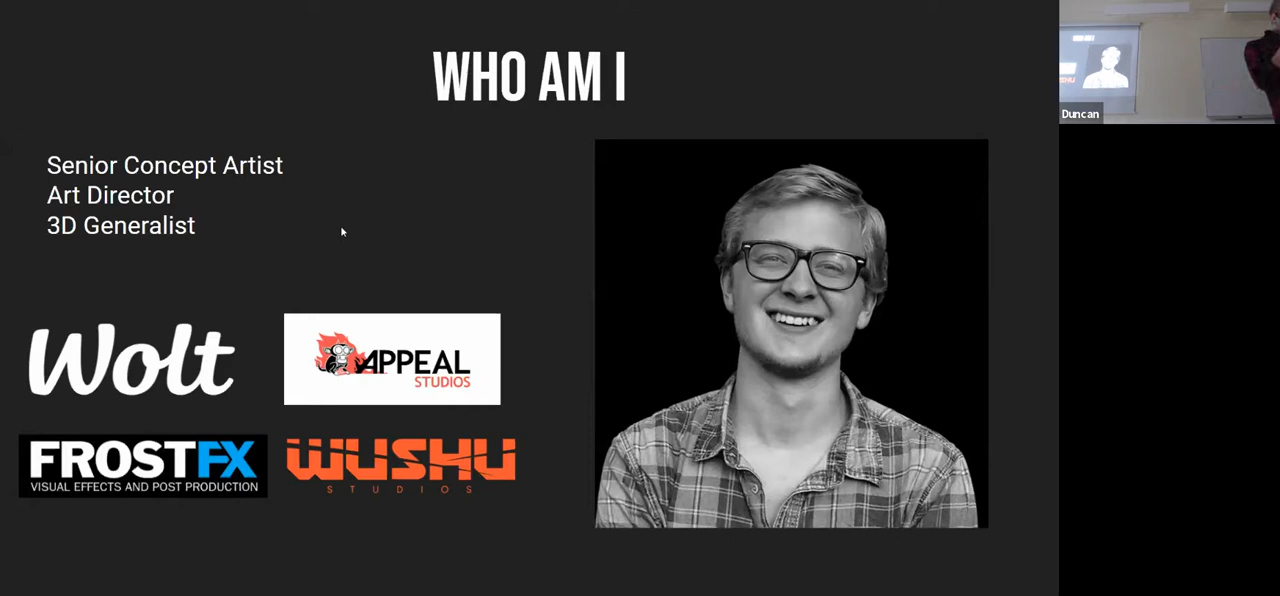 WHO AM I
Senior Concept Artist
Art Director
3D Generalist
Wolt
APPEAL
STUDIOS
FROSTFX
VISUAL EFFECTS AND POST PRODUCTION
WUSHU
STUDIOS
Duncan